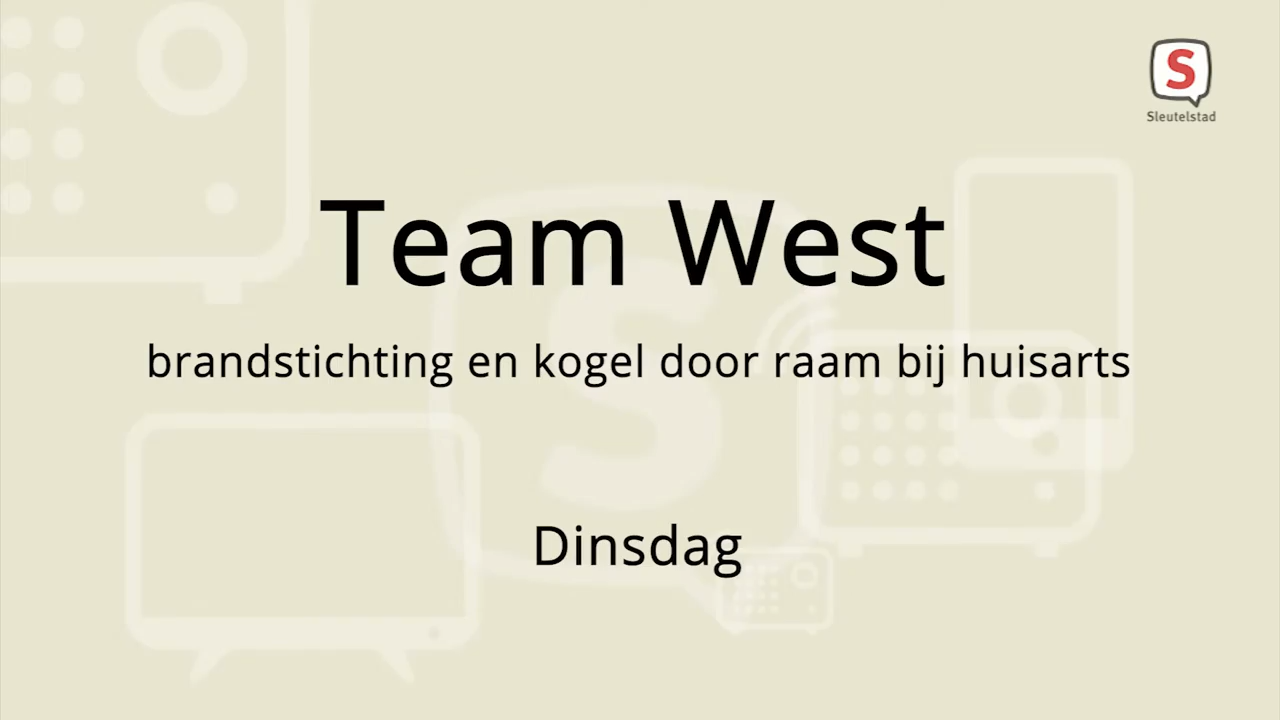 S
Sleutelstad
Team West
brandstichting en kogel door raam bij huisarts
Dinsdag